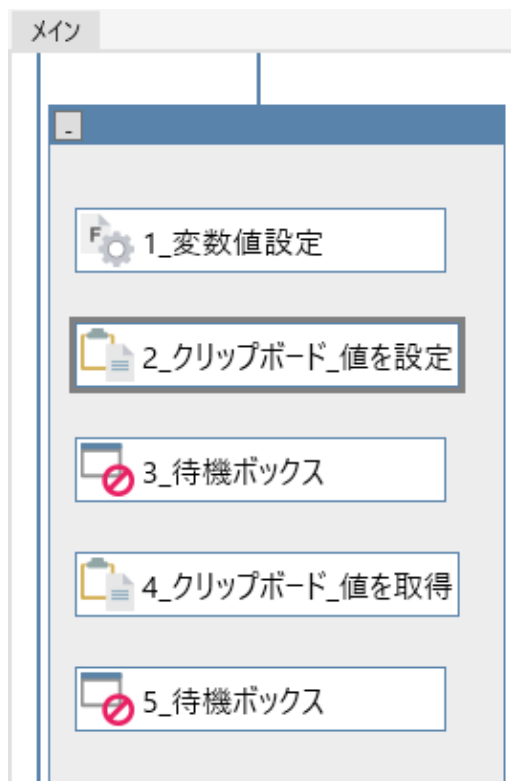 メイン
-
F
1_変数値設定
2_クリップボード_値を設定
3_待機ボックス
4_クリップボード_値を取得
5_待機ボックス